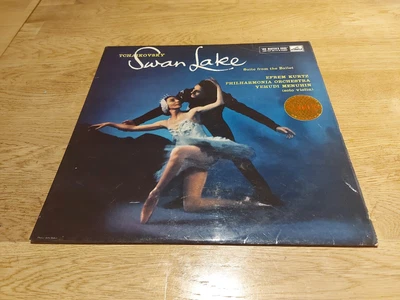 TCHAIKOVSKY
Swan Lake
Suite from the Ballet
EFREM KURTZ
PHILHARMONIA ORCHESTRA
YEHUDI MENUHIN
(solo violin)